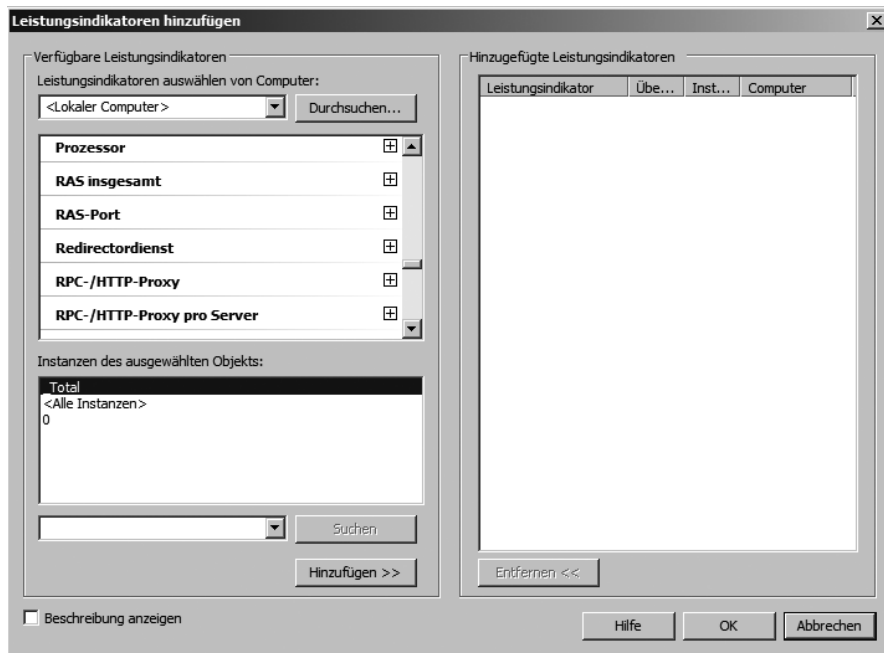 Leistungsindikatoren hinzufügen
Verfügbare Leistungsindikatoren
Leistungsindikatoren auswählen von Computer:
<Lokaler Computer>
Durchsuchen...
Prozessor
RAS insgesamt
RAS-Port
Redirectordienst
RPC-/HTTP-Proxy
RPC-/HTTP-Proxy pro Server
Instanzen des ausgewählten Objekts:
_Total
<Alle Instanzen>
0
Suchen
Hinzufügen >>
Hinzugefügte Leistungsindikatoren
Leistungsindikator Übe... Inst... Computer
Entfernen <<
Beschreibung anzeigen
Hilfe OK Abbrechen